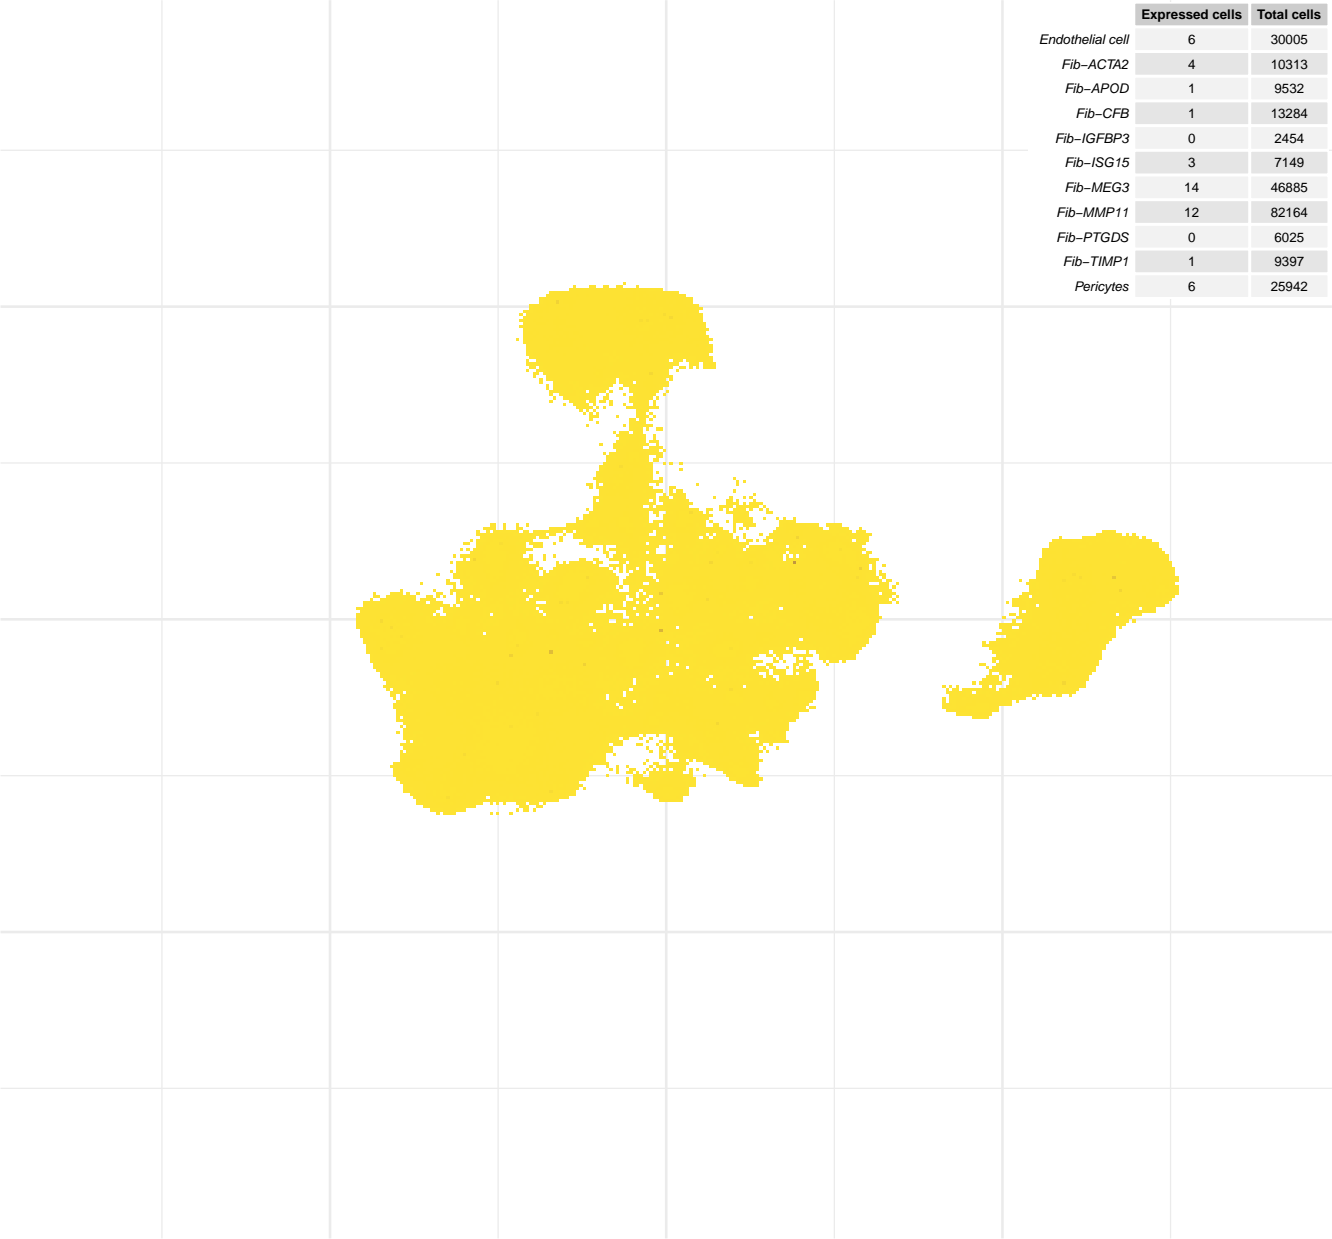 Expressed cells Total cells
Endothelial cell 6 30005
Fib−ACTA2 4 10313
Fib−APOD 1 9532
Fib−CFB 1 13284
Fib−IGFBP3 0 2454
Fib−ISG15 3 7149
Fib−MEG3 14 46885
Fib−MMP11 12 82164
Fib−PTGDS 0 6025
Fib−TIMP1 1 9397
Pericytes 6 25942